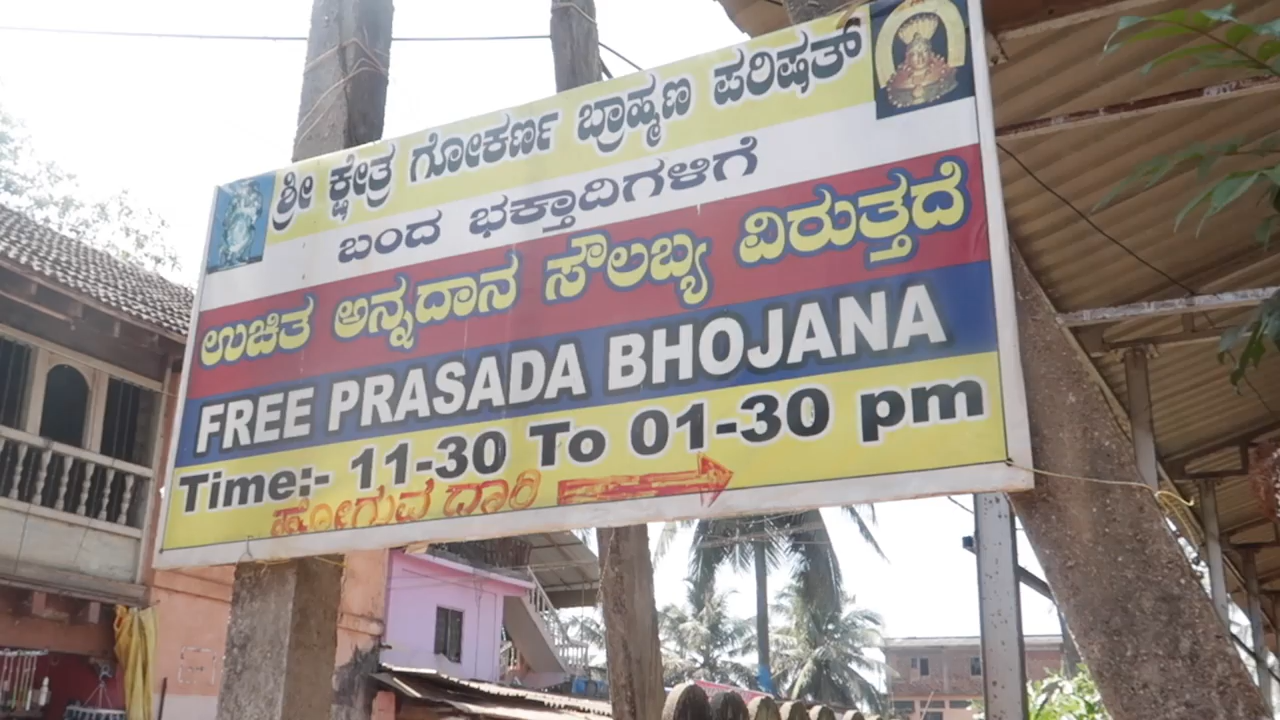 ಶ್ರೀ ಕ್ಷೇತ್ರ ಗೋಕರ್ಣ ಬ್ರಾಹ್ಮಣ ಪರಿಷತ್
ಬಂದ ಭಕ್ತಾದಿಗಳಿಗೆ
ಉಚಿತ ಅನ್ನದಾನ ಸೌಲಬ್ಯ ವಿರುತ್ತದೆ
FREE PRASADA BHOJANA
Time:- 11-30 To 01-30 pm
ಹೋಗುವ ದಾರಿ